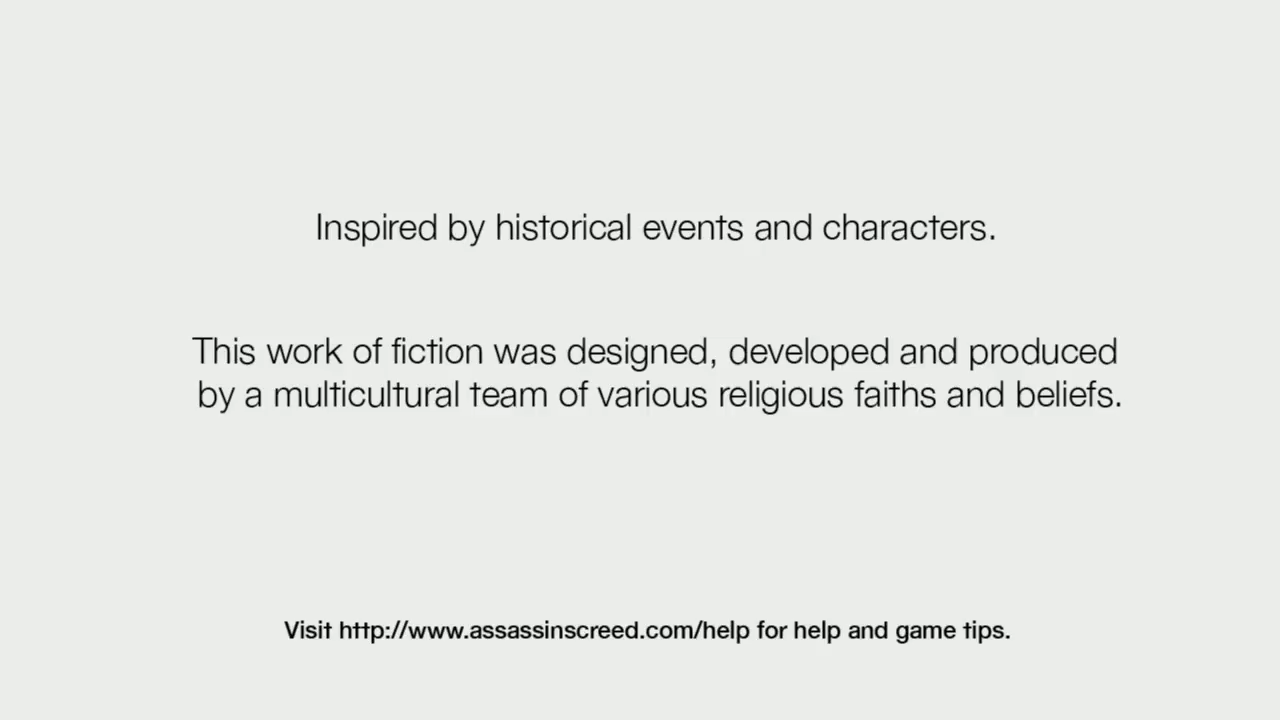 Inspired by historical events and characters.
This work of fiction was designed, developed and produced
by a multicultural team of various religious faiths and beliefs.
Visit http://www.assassinscreed.com/help for help and game tips.